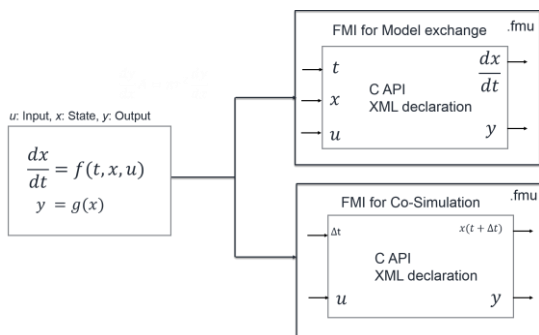 FMI for Model exchange
.fmu
t
dx/dt
x
C API
XML declaration
u
y
u: Input, x: State, y: Output
dx/dt = f(t, x, u)
y = g(x)
.fmu
FMI for Co-Simulation
Δt
x(t + Δt)
C API
XML declaration
u
y